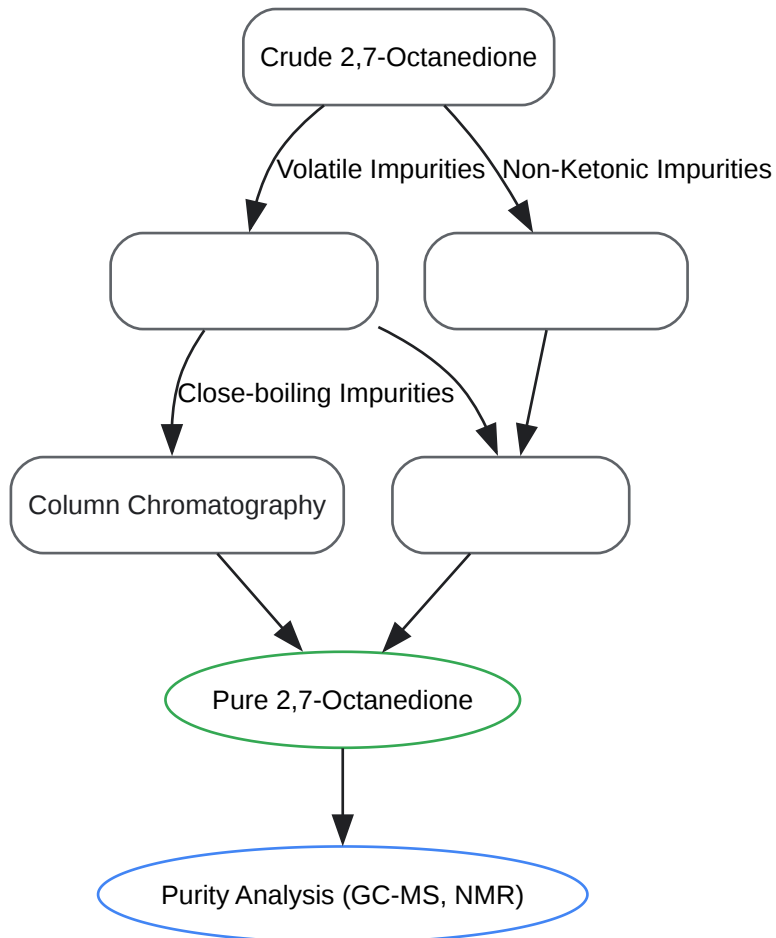 Crude 2,7-Octanedione
Volatile Impurities
Non-Ketonic Impurities
Close-boiling Impurities
Column Chromatography
Pure 2,7-Octanedione
Purity Analysis (GC-MS, NMR)